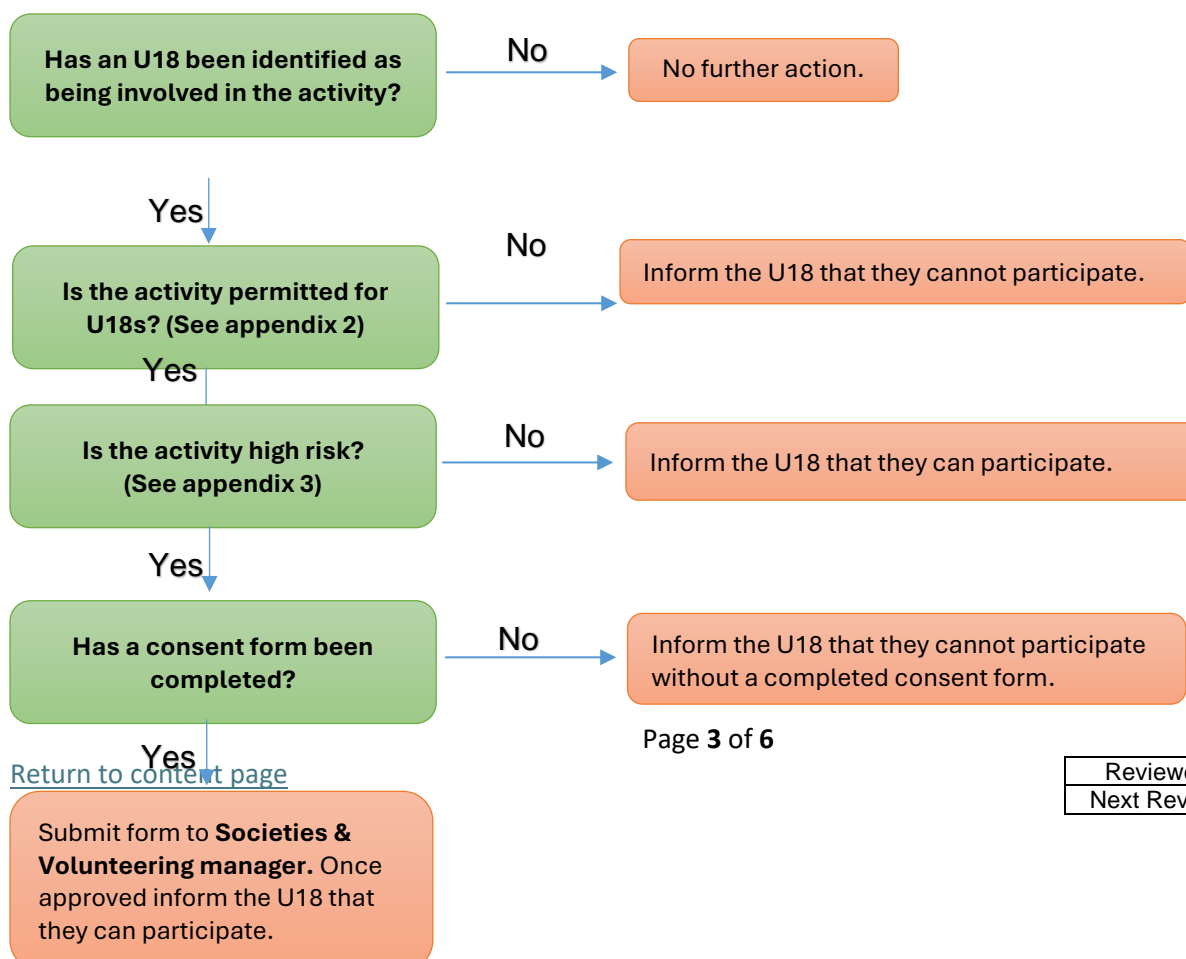 Has an U18 been identified as
being involved in the activity?
No
No further action.
Yes
Is the activity permitted for
U18s? (See appendix 2)
No
Inform the U18 that they cannot participate.
Yes
Is the activity high risk?
(See appendix 3)
No
Inform the U18 that they can participate.
Yes
Has a consent form been
completed?
No
Inform the U18 that they cannot participate
without a completed consent form.
Page 3 of 6
Yes
Return to content page
Submit form to Societies &
Volunteering manager. Once
approved inform the U18 that
they can participate.
Reviewe
Next Rev